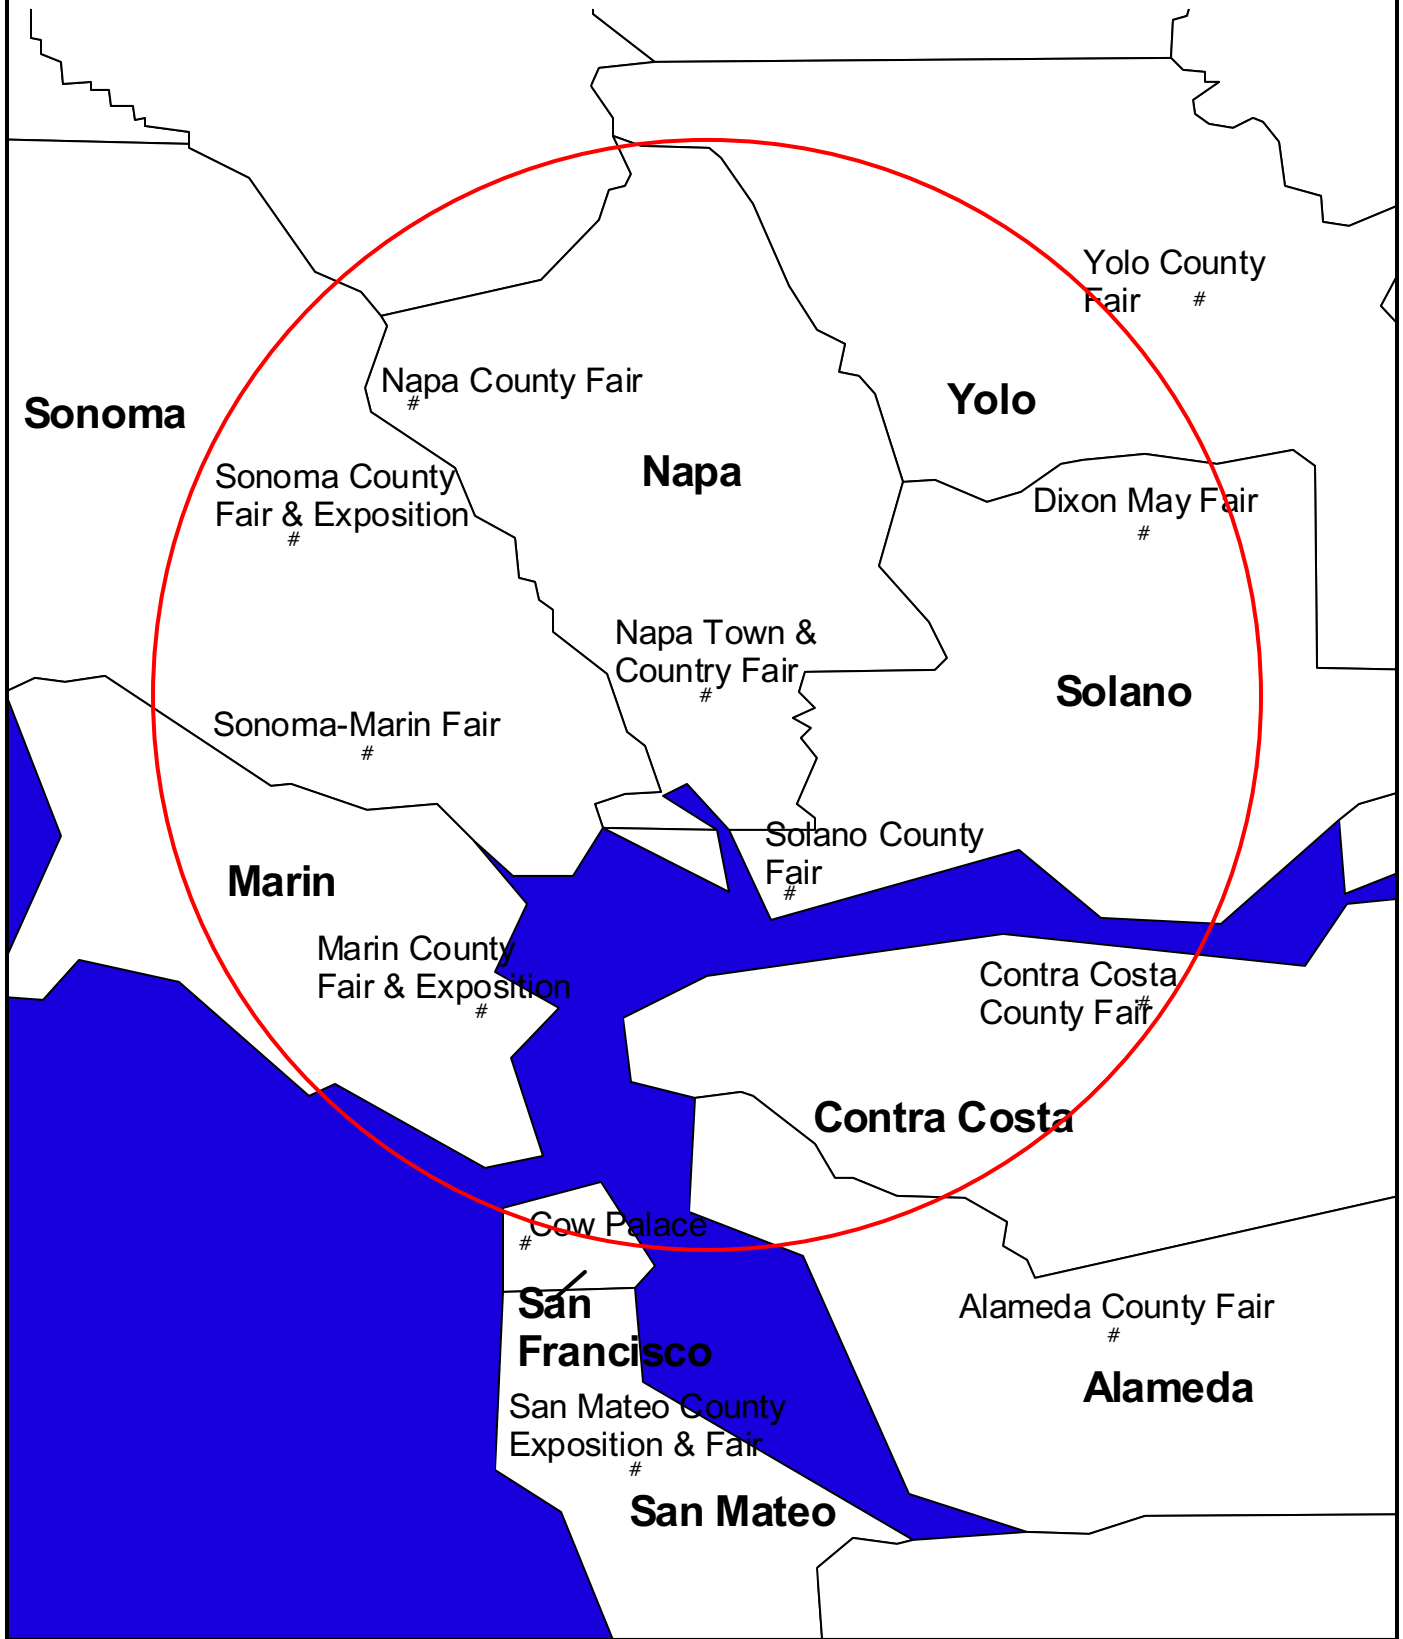 Yolo County
Fair #
Napa County Fair
#
Sonoma
Yolo
Napa
Sonoma County
Fair & Exposition
#
Dixon May Fair
#
Napa Town &
Country Fair
#
Solano
Sonoma-Marin Fair
#
Solano County
Fair
#
Marin
Marin County
Fair & Exposition
#
Contra Costa
County Fair
#
Contra Costa
Cow Palace
#
San
Francisco
Alameda County Fair
#
Alameda
San Mateo County
Exposition & Fair
#
San Mateo